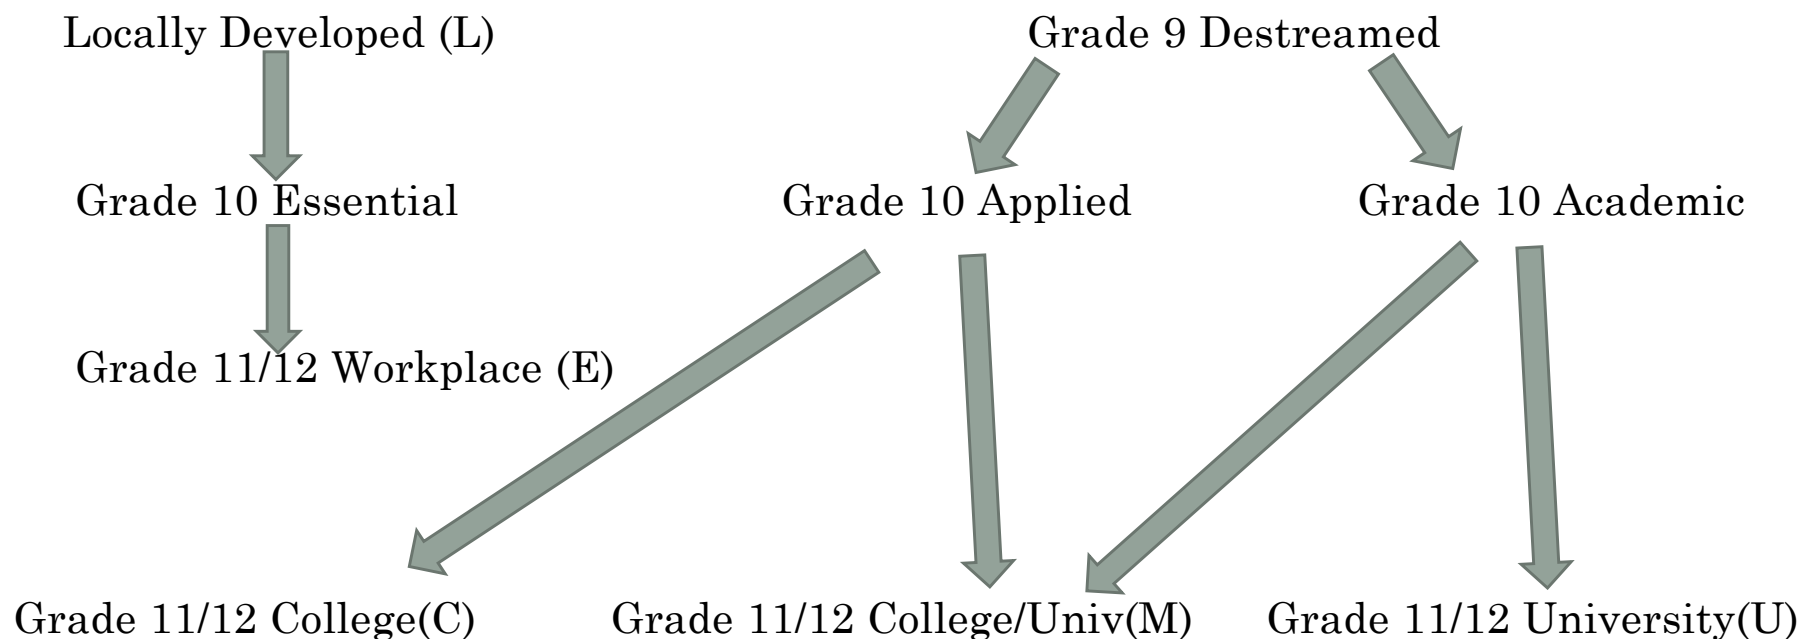 Locally Developed (L)
Grade 9 Destreamed
Grade 10 Essential
Grade 10 Applied
Grade 10 Academic
Grade 11/12 Workplace (E)
Grade 11/12 College(C)
Grade 11/12 College/Univ(M)
Grade 11/12 University(U)